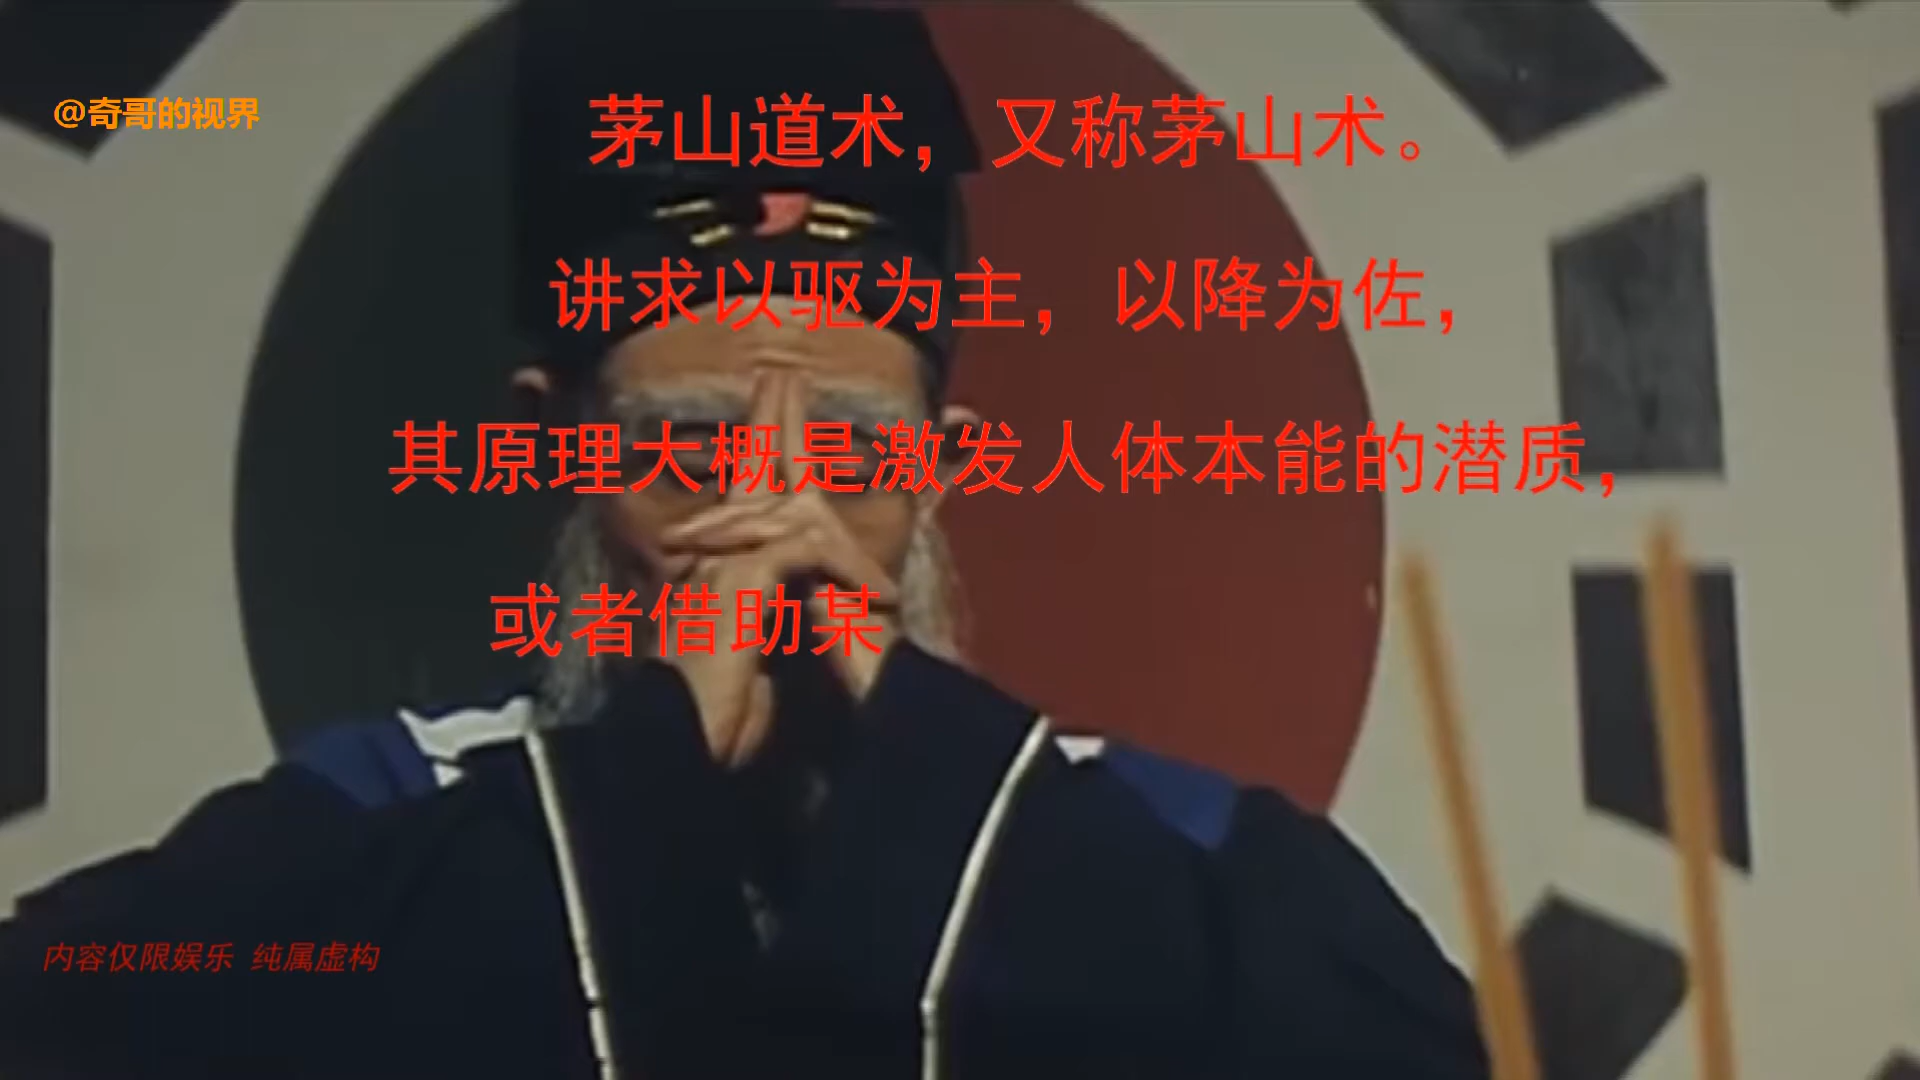 @奇哥的视界
茅山道术，又称茅山术。
讲求以驱为主，以降为佐，
其原理大概是激发人体本能的潜质，
或者借助某
内容仅限娱乐 纯属虚构